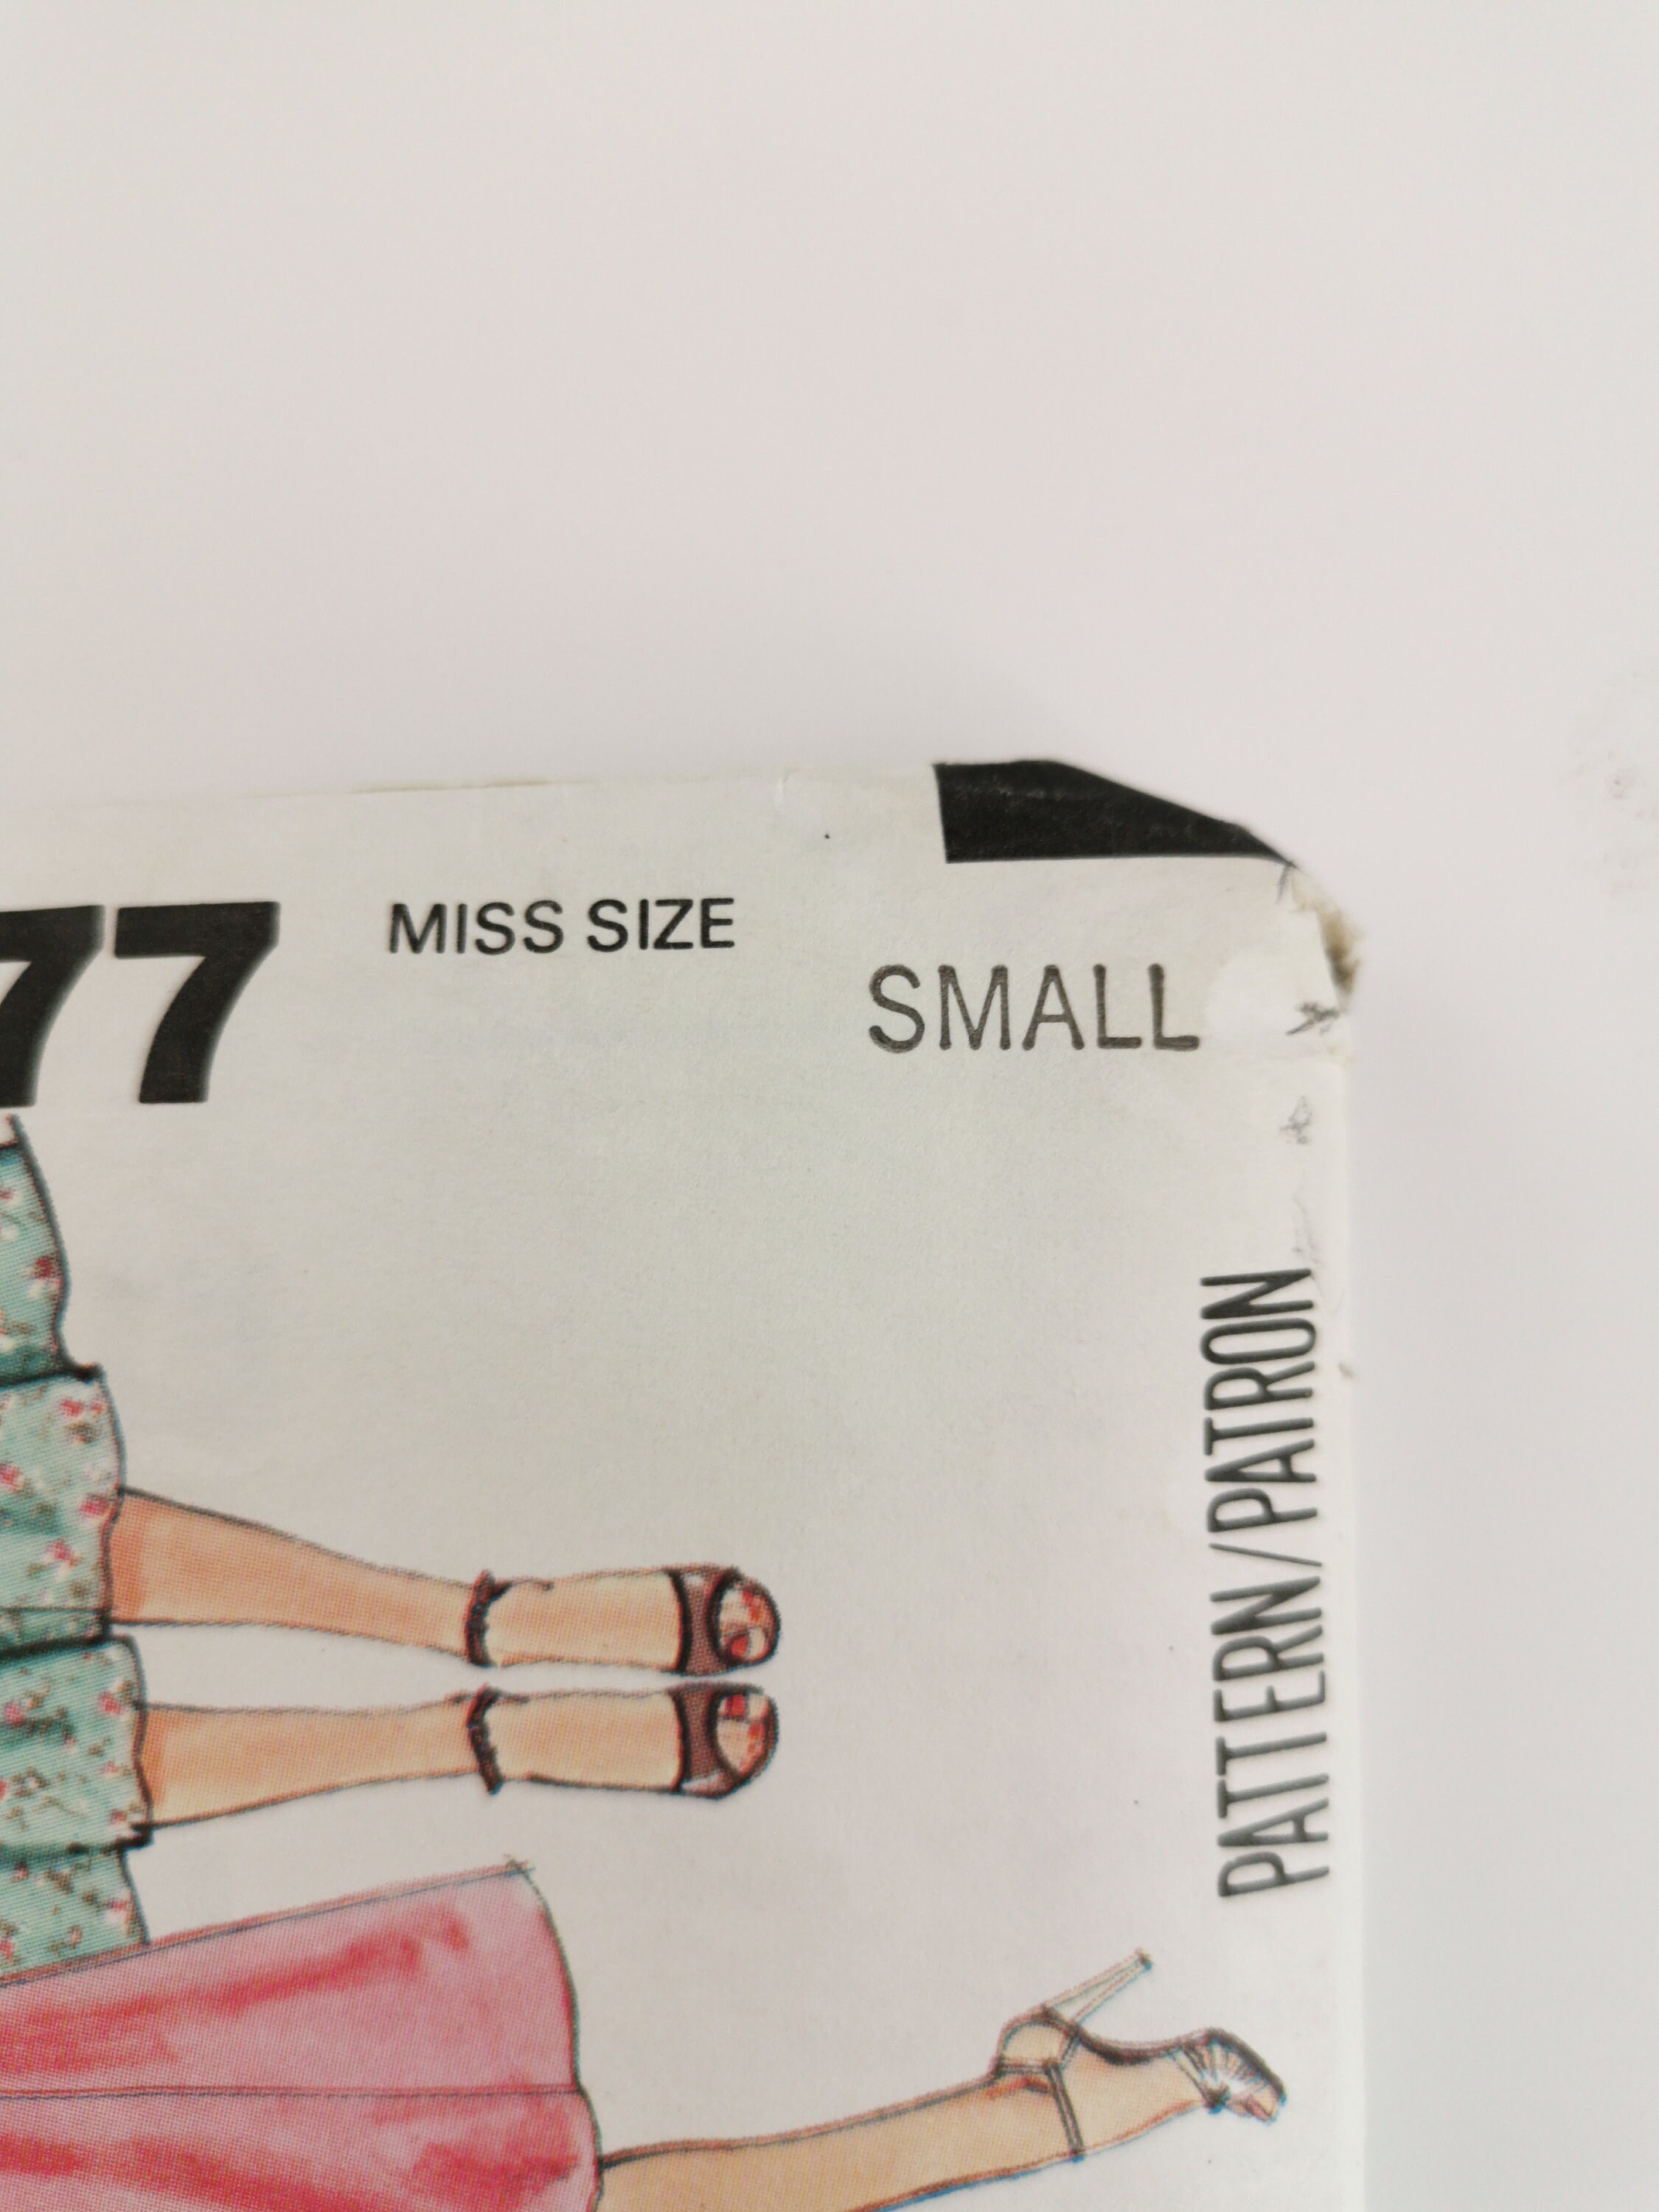 77
MISS SIZE
SMALL
PATTERN/PATRON